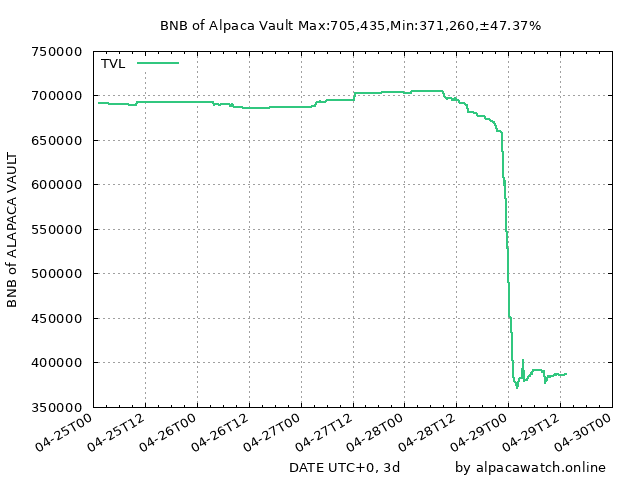 BNB of Alpaca Vault Max:705,435,Min:371,260,±47.37%
TVL
750000
700000
650000
600000
550000
500000
450000
400000
350000
BNB of ALAPACA VAULT
04-25T00
04-25T12
04-26T00
04-26T12
04-27T00
04-27T12
04-28T00
04-28T12
04-29T00
04-29T12
04-30T00
DATE UTC+0, 3d
by alpacawatch.online